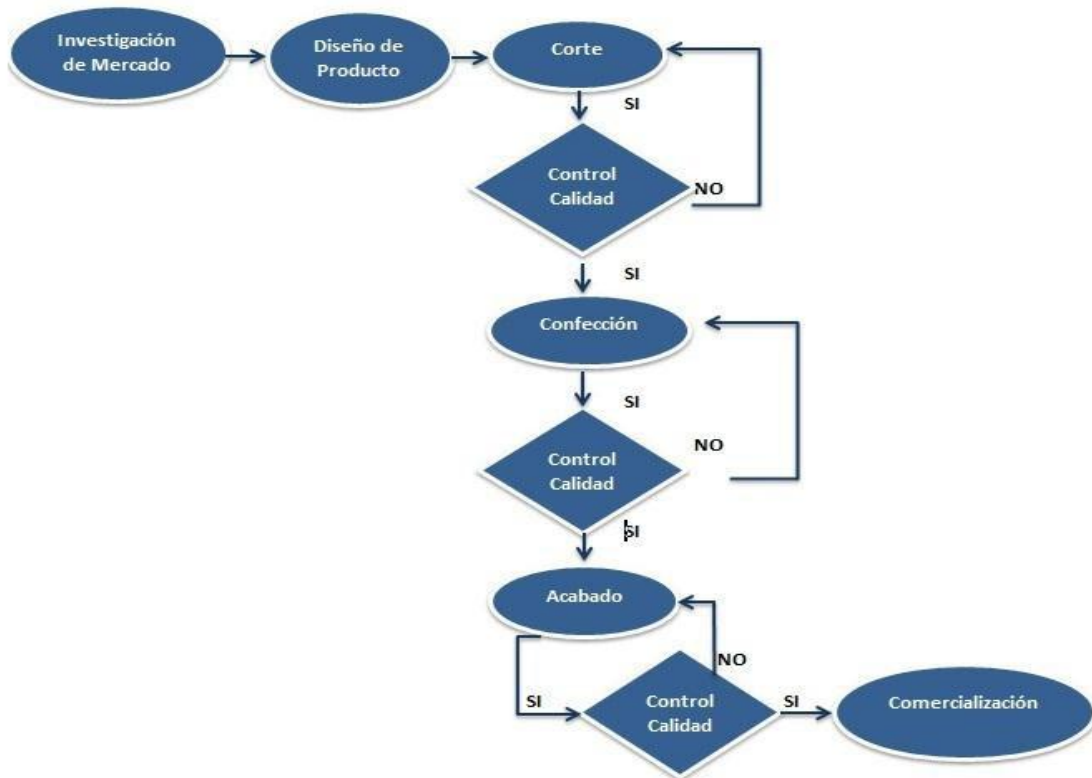 Investigación
de Mercado
Diseño de
Producto
Corte
SI
Control
Calidad
NO
SI
Confección
SI
Control
Calidad
NO
SI
Acabado
NO
SI
Control
Calidad
SI
Comercialización